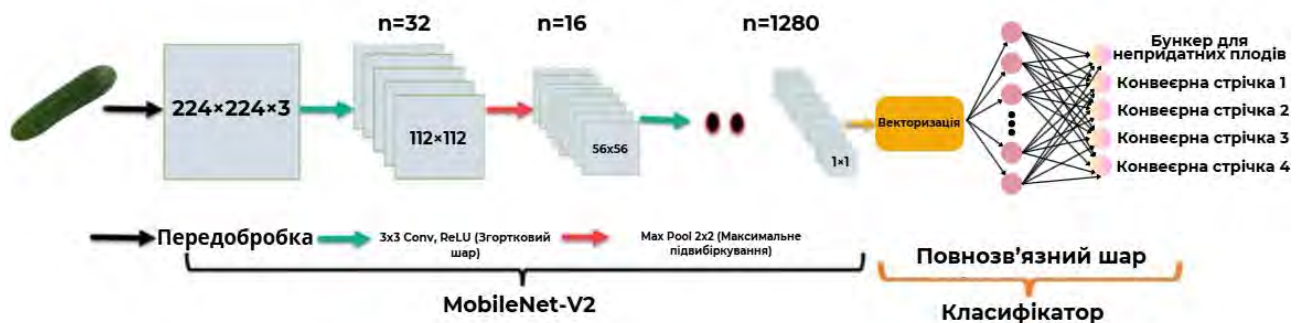 n=32
n=16
n=1280
224×224×3
112×112
56x56
1×1
Векторизація
Бункер для
непридатних плодів
Конвеєрна стрічка 1
Конвеєрна стрічка 2
Конвеєрна стрічка 3
Конвеєрна стрічка 4
Передобробка
3x3 Conv, ReLU (Згортковий
шар)
Max Pool 2x2 (Максимальне
підвибіркування)
MobileNet-V2
Повнозв’язний шар
Класифікатор